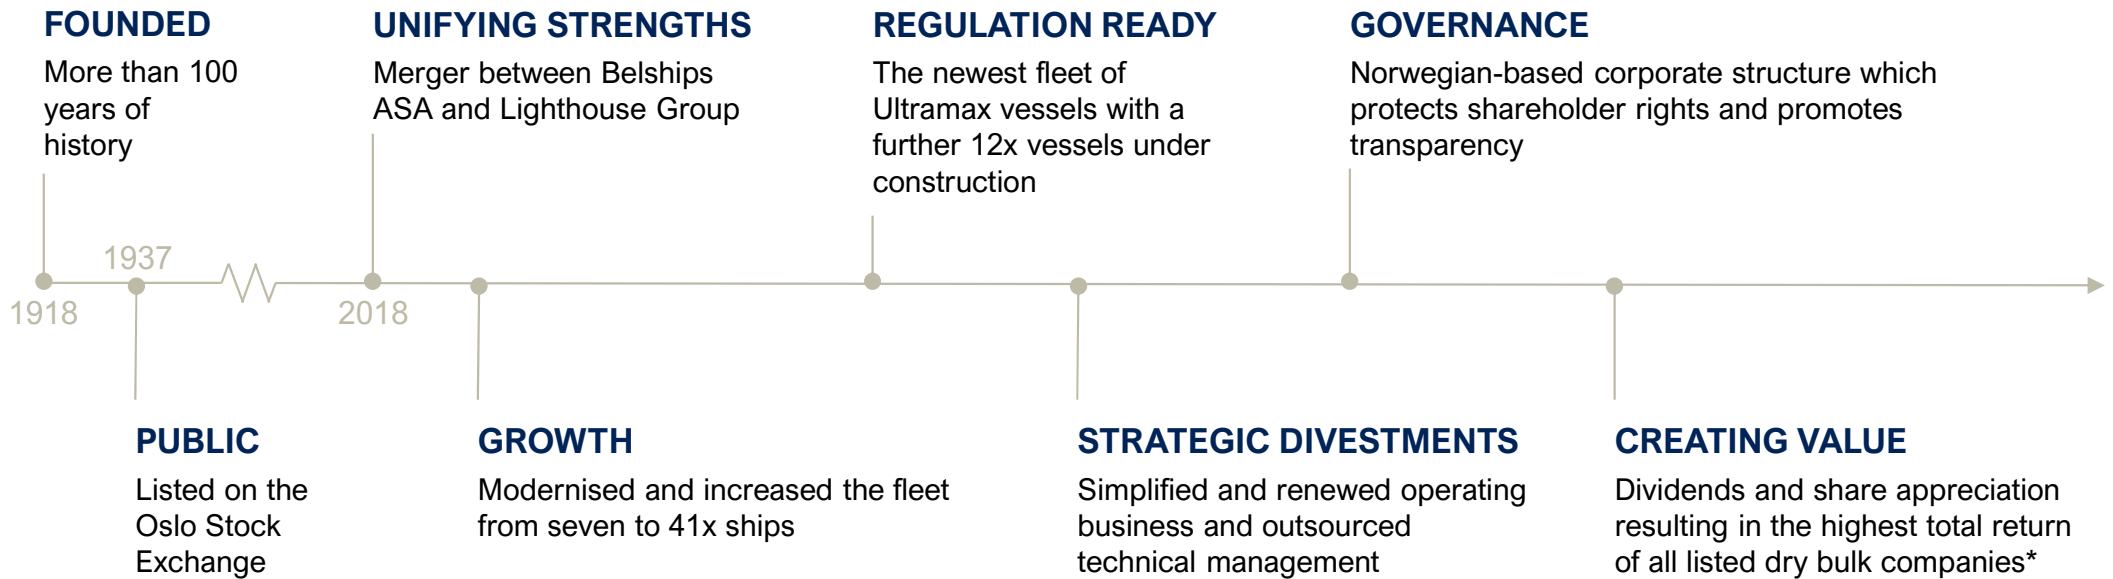 FOUNDED
More than 100
years of
history
UNIFYING STRENGTHS
Merger between Belships
ASA and Lighthouse Group
REGULATION READY
The newest fleet of
Ultramax vessels with a
further 12x vessels under
construction
GOVERNANCE
Norwegian-based corporate structure which
protects shareholder rights and promotes
transparency
1937
1918
2018
PUBLIC
Listed on the
Oslo Stock
Exchange
GROWTH
Modernised and increased the fleet
from seven to 41x ships
STRATEGIC DIVESTMENTS
Simplified and renewed operating
business and outsourced
technical management
CREATING VALUE
Dividends and share appreciation
resulting in the highest total return
of all listed dry bulk companies*